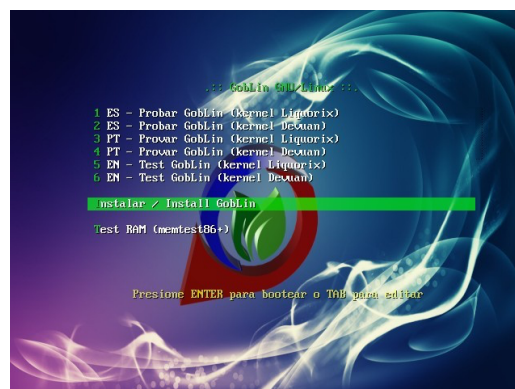 .:: GobLin GNU/Linux ::.
1 ES - Probar GobLin (kernel Liquorix)
2 ES - Probar GobLin (kernel Devuan)
3 PT - Provar GobLin (kernel Liquorix)
4 PT - Provar GobLin (kernel Devuan)
5 EN - Test GobLin (kernel Liquorix)
6 EN - Test GobLin (kernel Devuan)
Instalar / Install GobLin
Test RAM (memtest86+)
Presione ENTER para bootear o TAB para editar